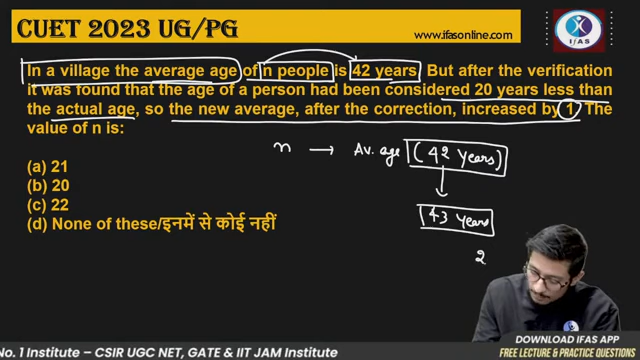 CUET 2023 UG/PG
www.ifasonline.com
iFAS
In a village the average age of n people is 42 years. But after the verification
it was found that the age of a person had been considered 20 years less than
the actual age, so the new average, after the correction, increased by 1. The
value of n is:
n → Av. age (42 years)
(a) 21
(b) 20
43 years
(c) 22
(d) None of these/इनमें से कोई नहीं
2
DOWNLOAD IFAS APP
No. 1 Institute – CSIR UGC NET, GATE & IIT JAM Institute
FREE LECTURE & PRACTICE QUESTIONS